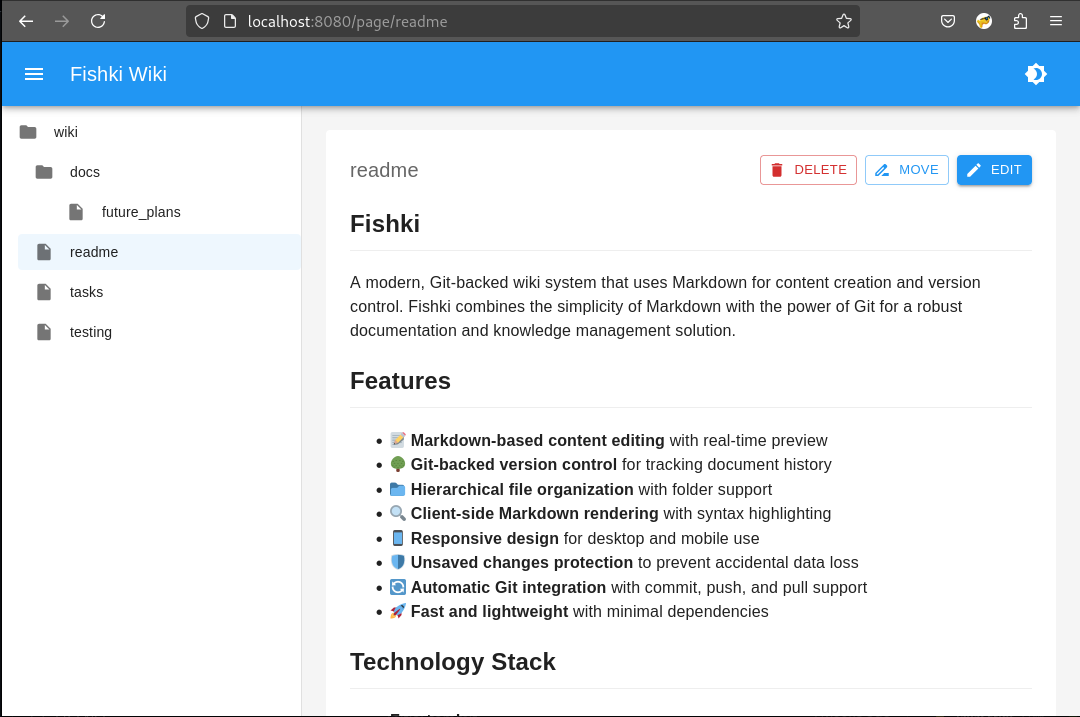 localhost:8080/page/readme
Fishki Wiki
wiki
docs
future_plans
readme
tasks
testing
readme
DELETE
MOVE
EDIT
Fishki
A modern, Git-backed wiki system that uses Markdown for content creation and version
control. Fishki combines the simplicity of Markdown with the power of Git for a robust
documentation and knowledge management solution.
Features
Markdown-based content editing with real-time preview
Git-backed version control for tracking document history
Hierarchical file organization with folder support
Client-side Markdown rendering with syntax highlighting
Responsive design for desktop and mobile use
Unsaved changes protection to prevent accidental data loss
Automatic Git integration with commit, push, and pull support
Fast and lightweight with minimal dependencies
Technology Stack